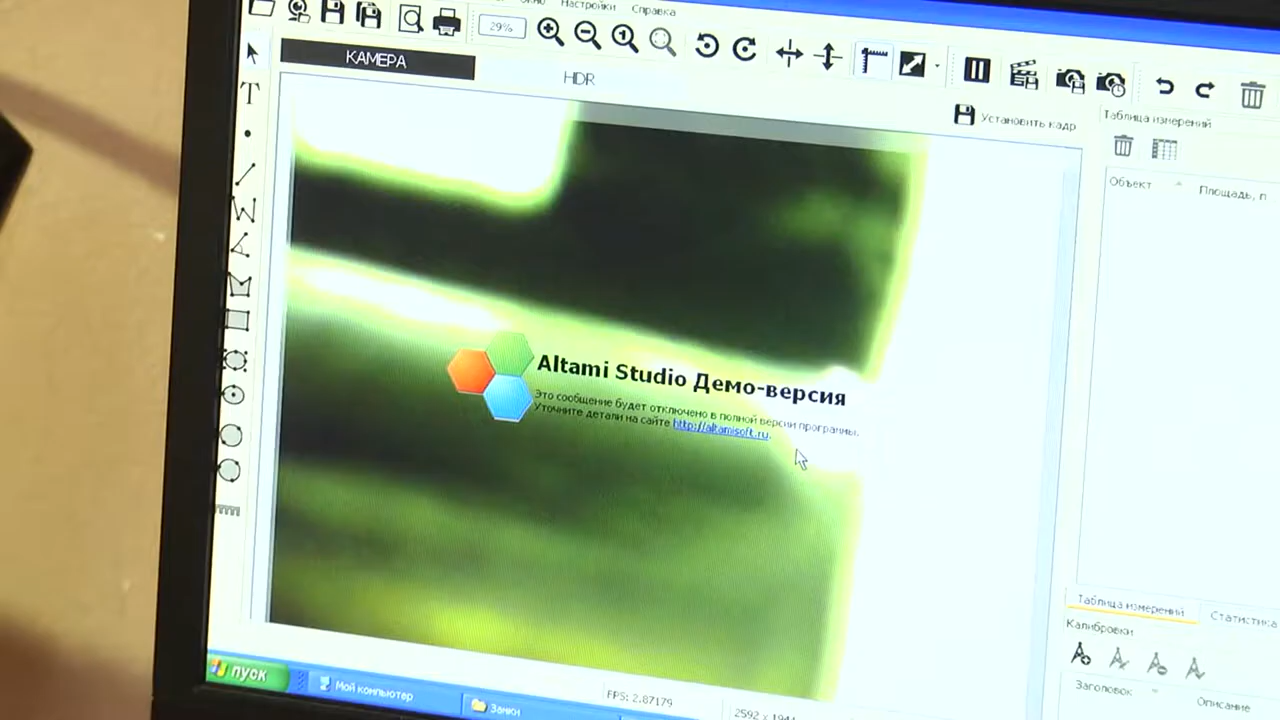 Настройки
Справка
29%
КАМЕРА
HDR
Установить кадр
Таблица измерений
Объект
Площадь, п
Altami Studio Демо-версия
Это сообщение будет отключено в полной версии программы.
Уточните детали на сайте http://altamisoft.ru.
Таблица измерений
Статистика
Калибровки
Заголовок
Описание
пуск
Мой компьютер
Замки
FPS: 2.87179
2592 x 1944